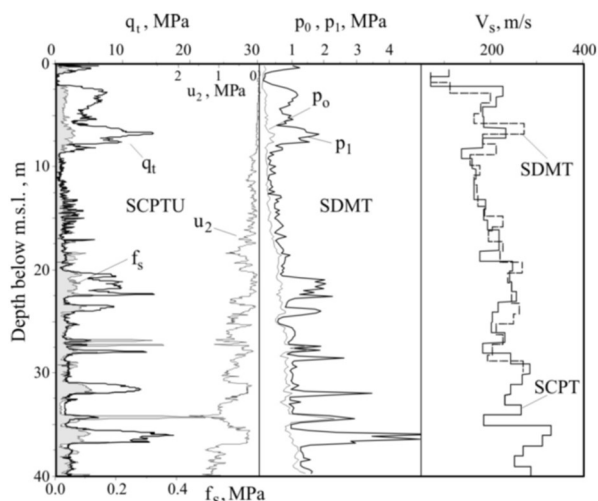 qt, MPa p0 , p1, MPa Vs, m/s
0 10 20 30 0 1 2 3 4 200 400
0 2 1 0
u2 , MPa po
p1
qt SDMT
10
SCPTU SDMT
u2
fs
20
30
SCPT
40
0.0 0.2 0.4 fs, MPa
Depth below m.s.l., m